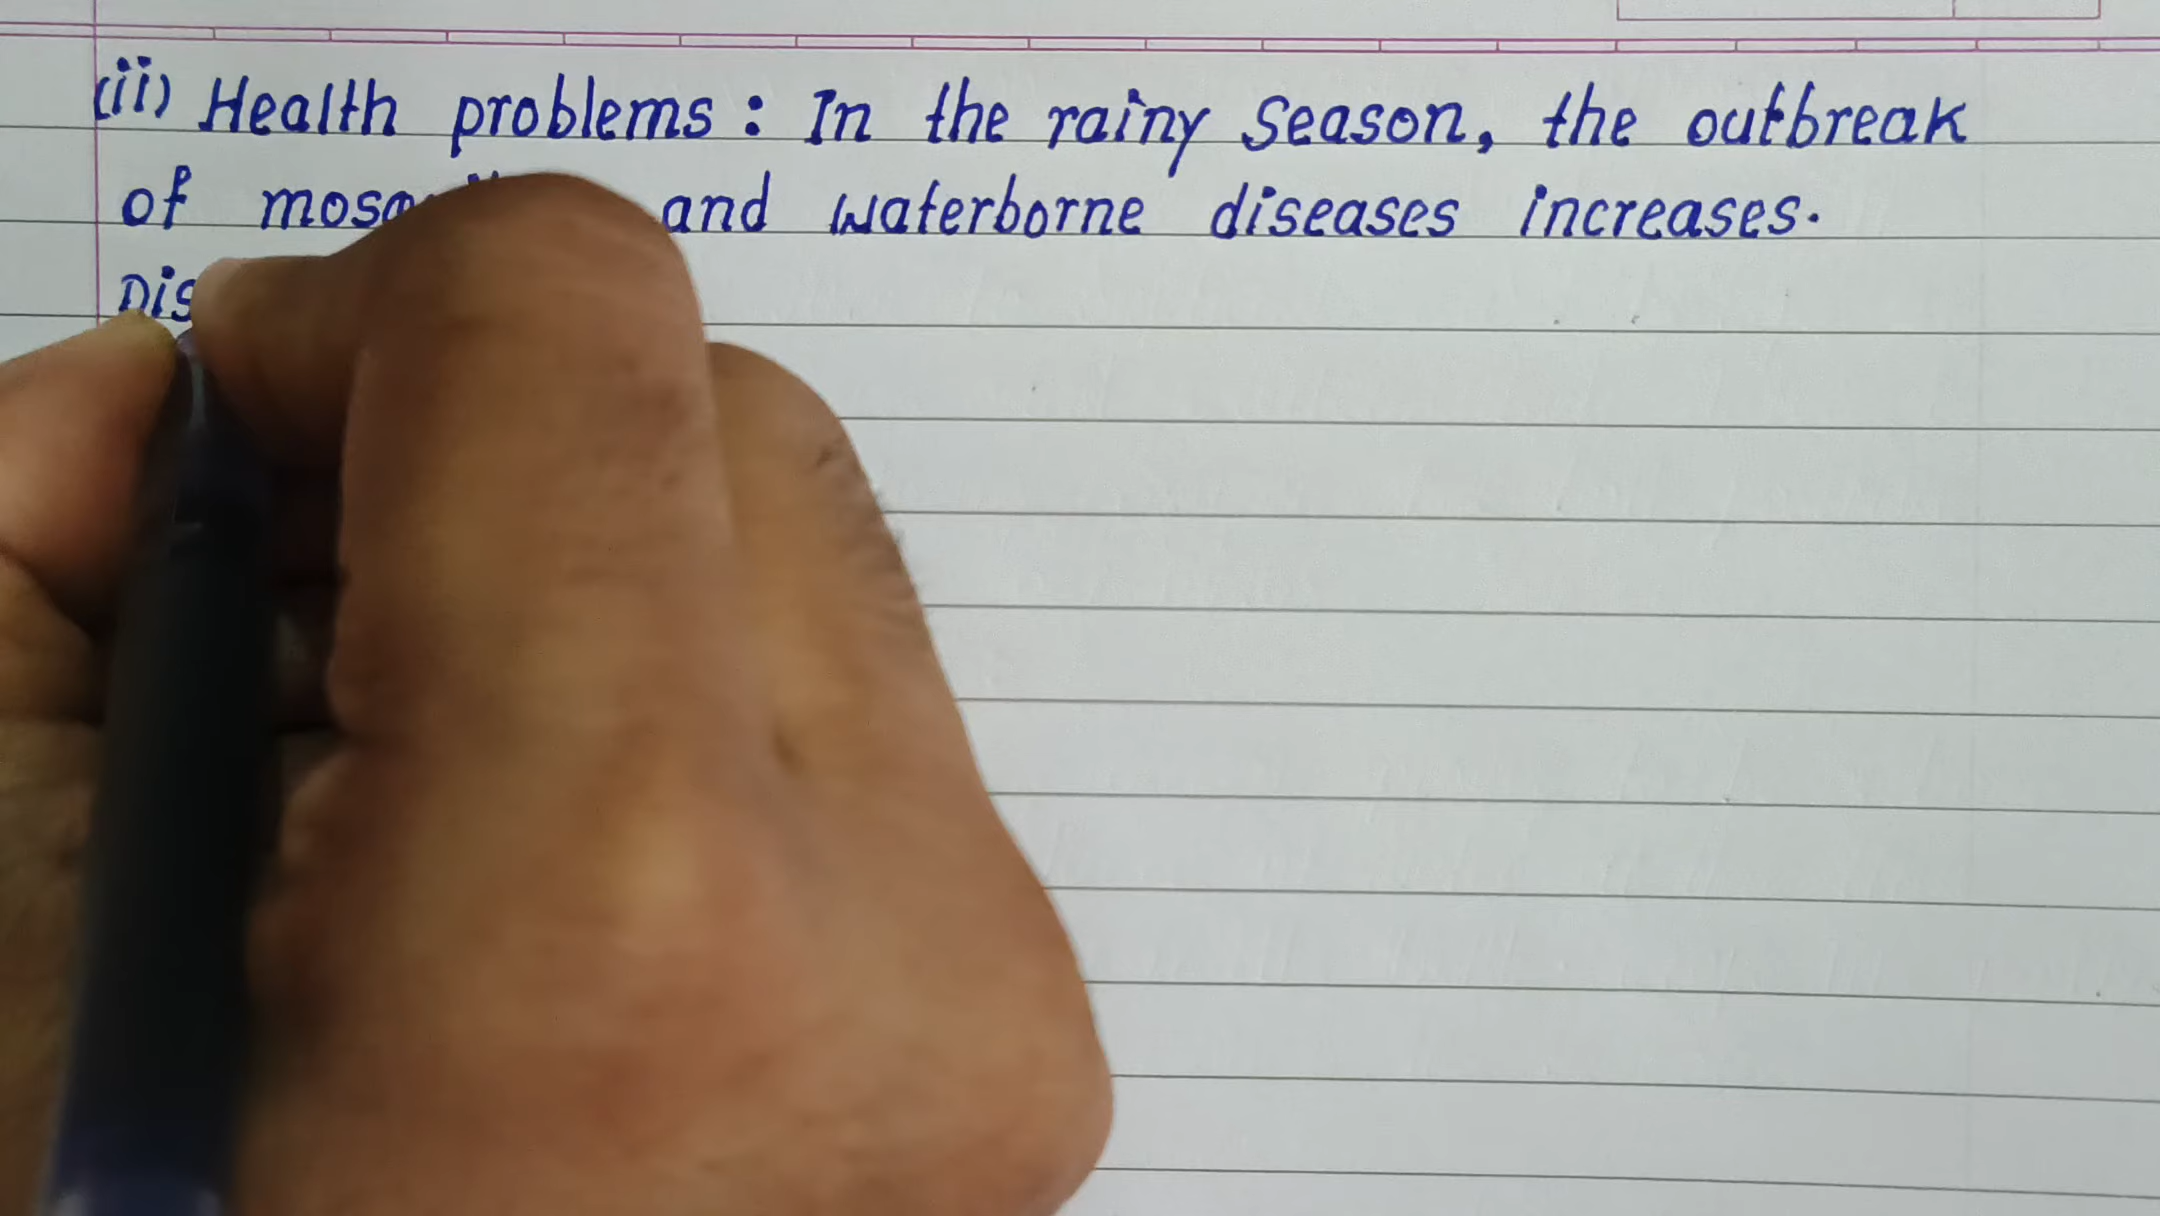 (ii) Health problems : In the rainy season, the outbreak
of and waterborne diseases increases.